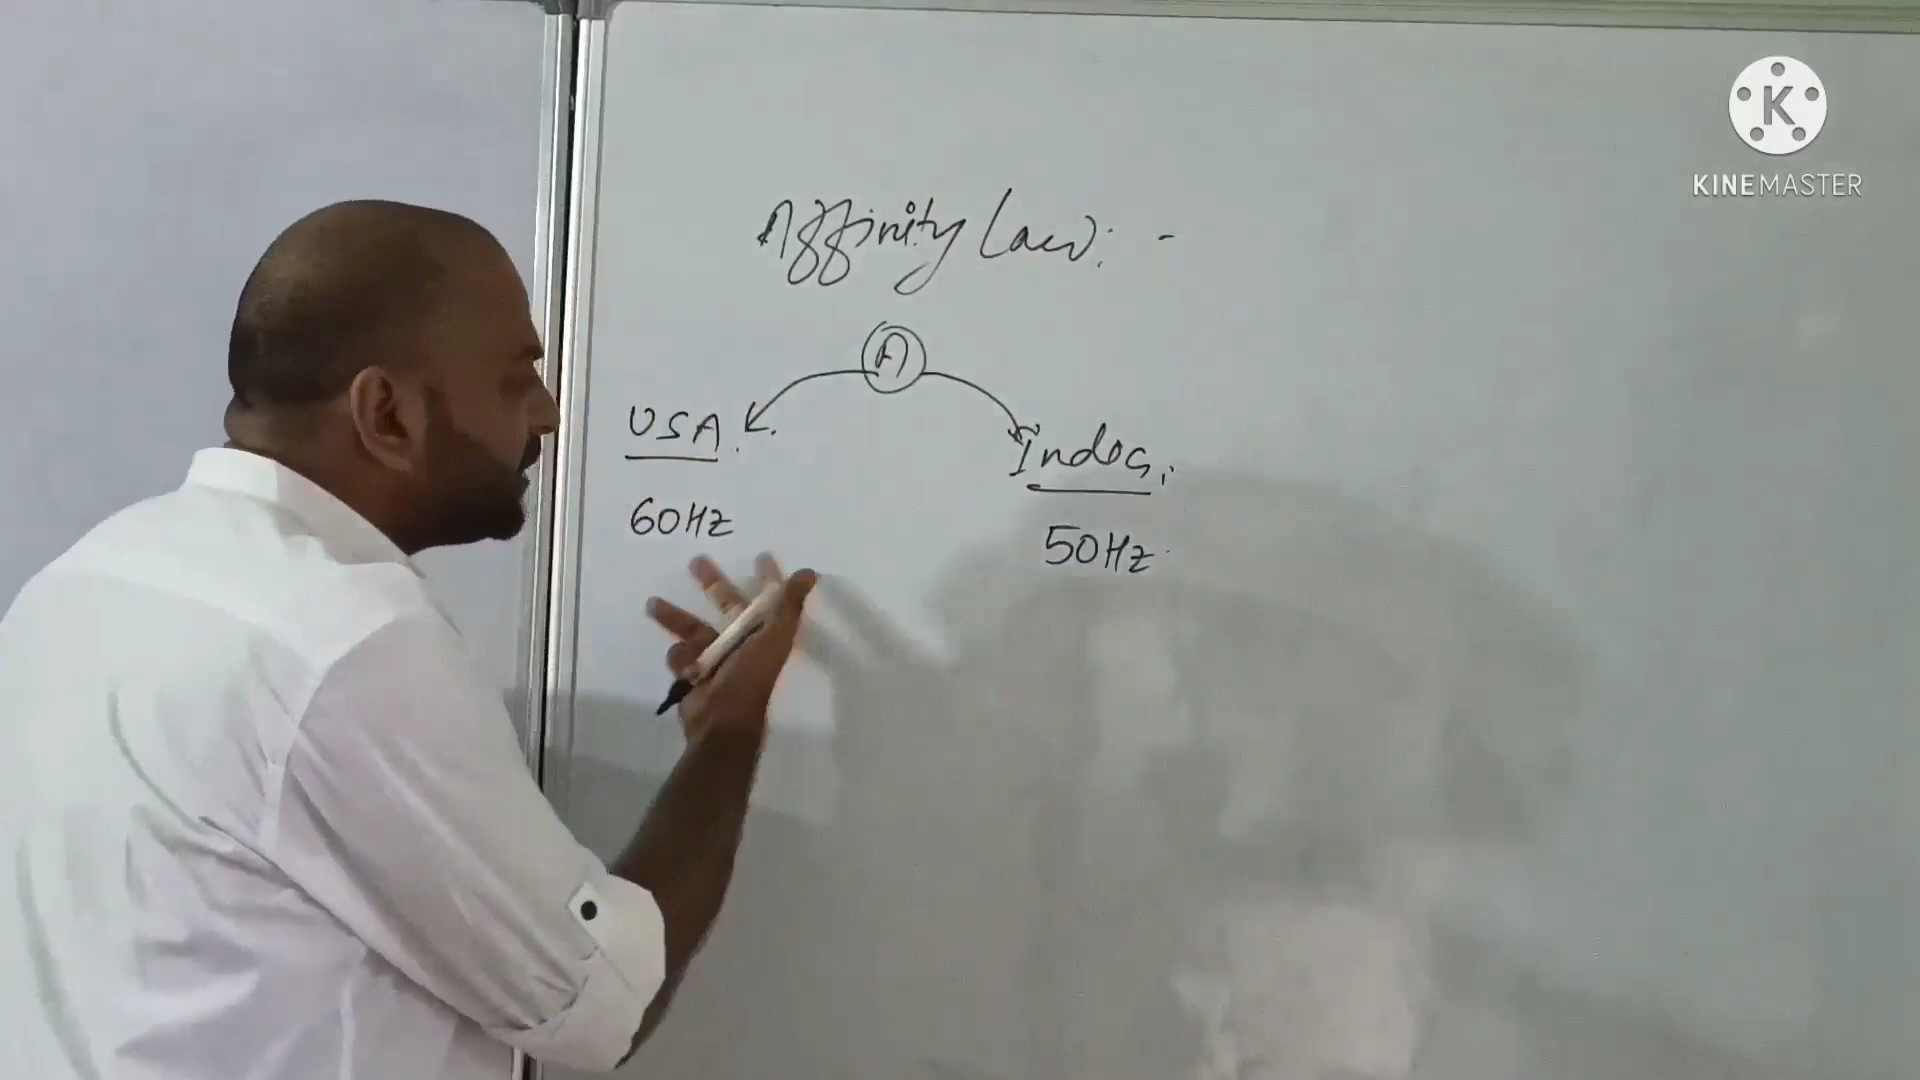 Affinity Law: -
A
USA.
India,
60Hz
50Hz
K
KINEMASTER